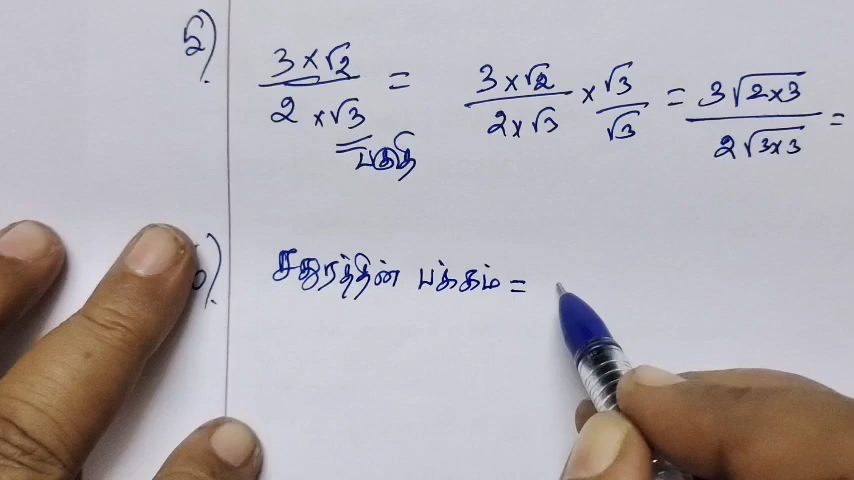 5) 3×√2 / 2×√3 = 3×√2 / 2×√3 × √3 / √3 = 3√2×3 / 2√3×3 =
பகுதி
சதுரத்தின் பக்கம் =